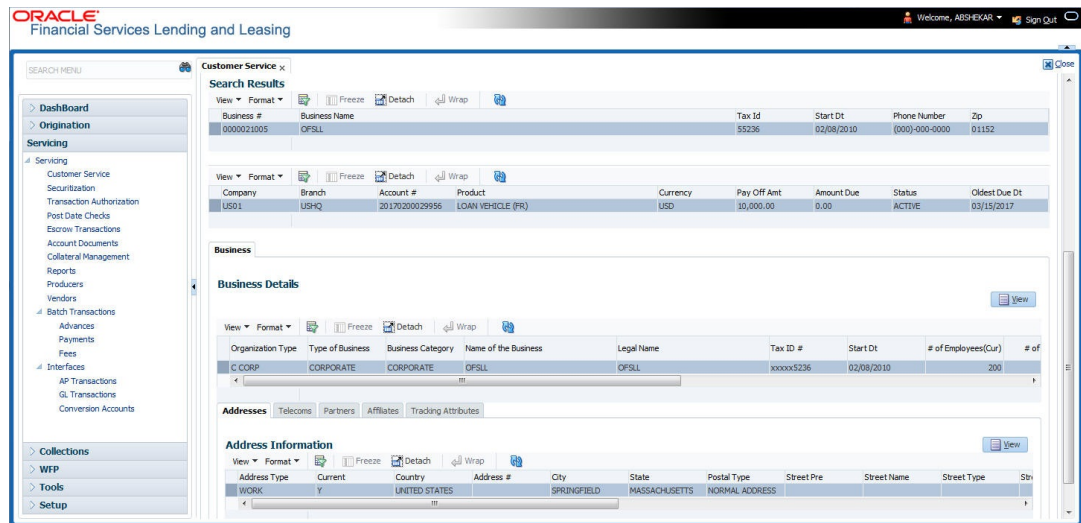 ORACLE®
Financial Services Lending and Leasing
Welcome, ABSHEKAR
Sign Out
SEARCH MENU
DashBoard
Origination
Servicing
Servicing
Customer Service
Securitization
Transaction Authorization
Post Date Checks
Escrow Transactions
Account Documents
Collateral Management
Reports
Producers
Vendors
Batch Transactions
Advances
Payments
Fees
Interfaces
AP Transactions
GL Transactions
Conversion Accounts
Collections
WFP
Tools
Setup
Customer Service x
Close
Search Results
View Format Freeze Detach Wrap
Business # Business Name Tax Id Start Dt Phone Number Zip
0000021005 OFSLL 55236 02/08/2010 (000)-000-0000 01152
View Format Freeze Detach Wrap
Company Branch Account # Product Currency Pay Off Amt Amount Due Status Oldest Due Dt
US01 USHQ 20170200029956 LOAN VEHICLE (FR) USD 10,000.00 0.00 ACTIVE 03/15/2017
Business
Business Details
View
View Format Freeze Detach Wrap
Organization Type Type of Business Business Category Name of the Business Legal Name Tax ID # Start Dt # of Employees(Cur) # of
C CORP CORPORATE CORPORATE OFSLL OFSLL xxxxx5236 02/08/2010 200
Addresses Telecoms Partners Affiliates Tracking Attributes
Address Information
View
View Format Freeze Detach Wrap
Address Type Current Country Address # City State Postal Type Street Pre Street Name Street Type Stre
WORK Y UNITED STATES SPRINGFIELD MASSACHUSETTS NORMAL ADDRESS